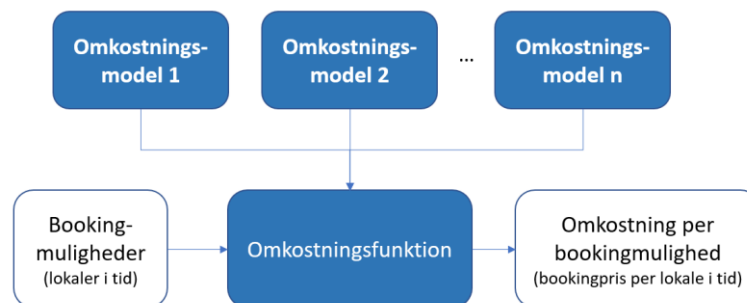 Omkostnings-
model 1
Omkostnings-
model 2
...
Omkostnings-
model n
Booking-
muligheder
(lokaler i tid)
Omkostningsfunktion
Omkostning per
bookingmulighed
(bookingpris per lokale i tid)